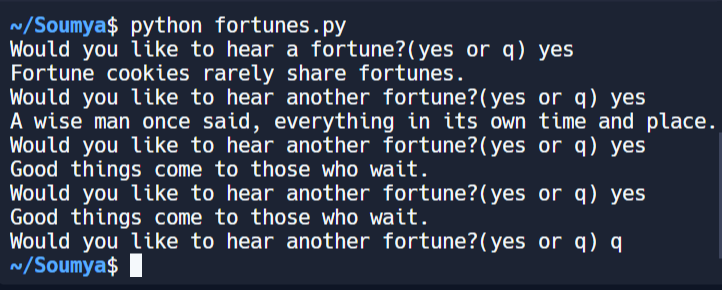 ~/Soumya$ python fortunes.py
Would you like to hear a fortune?(yes or q) yes
Fortune cookies rarely share fortunes.
Would you like to hear another fortune?(yes or q) yes
A wise man once said, everything in its own time and place.
Would you like to hear another fortune?(yes or q) yes
Good things come to those who wait.
Would you like to hear another fortune?(yes or q) yes
Good things come to those who wait.
Would you like to hear another fortune?(yes or q) q
~/Soumya$